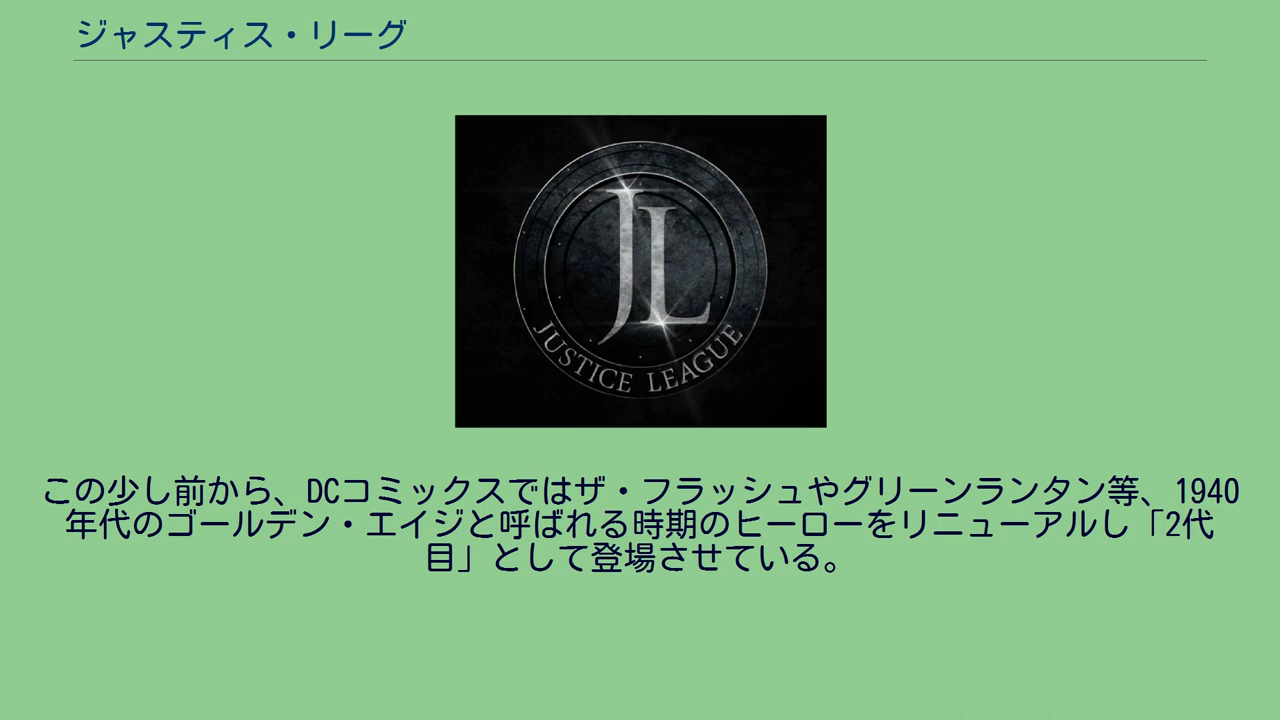 ジャスティス・リーグ
JL
JUSTICE LEAGUE
この少し前から、DCコミックスではザ・フラッシュやグリーンランタン等、1940
年代のゴールデン・エイジと呼ばれる時期のヒーローをリニューアルし「2代
目」として登場させている。